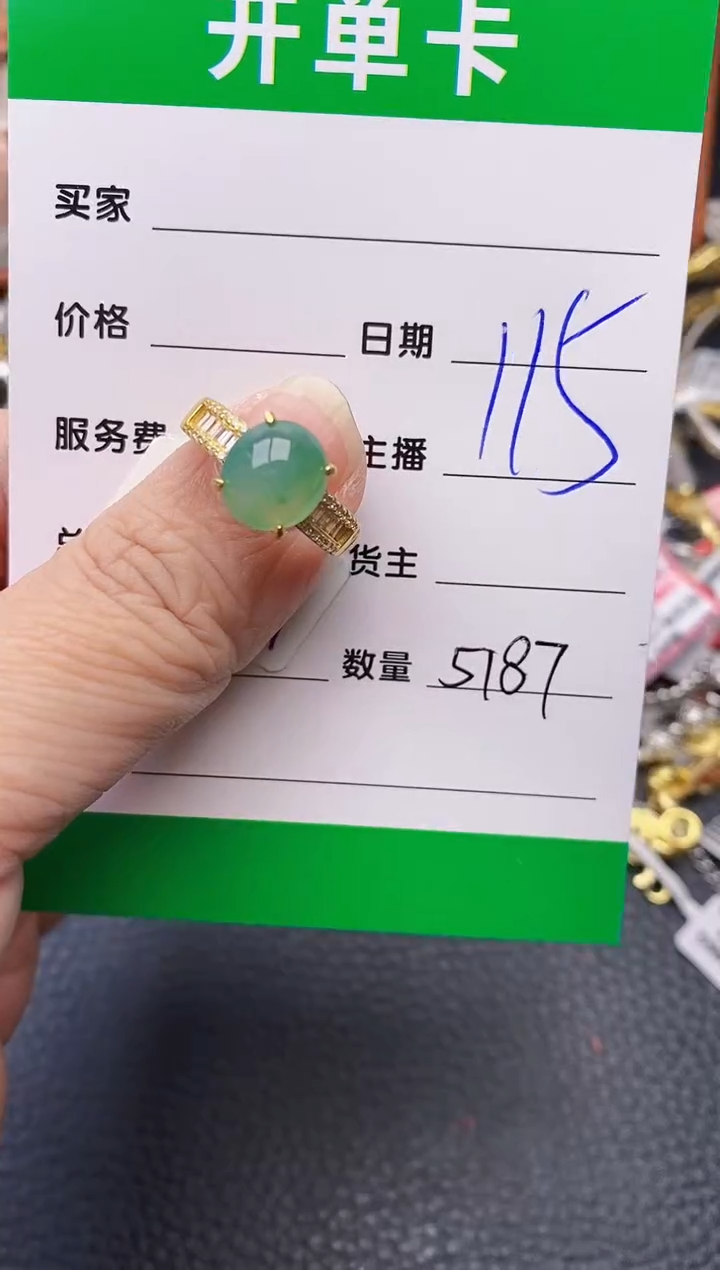 开单卡
买家
价格 日期 115
服务费 主播
货主
数量 5787